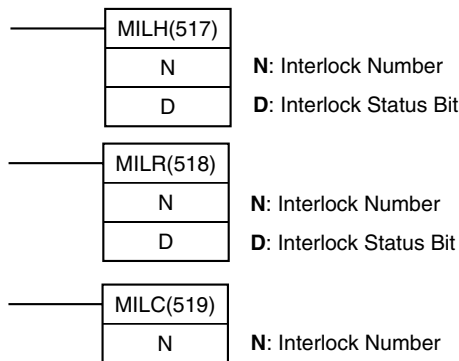 MILH(517)
N
N: Interlock Number
D
D: Interlock Status Bit
MILR(518)
N
N: Interlock Number
D
D: Interlock Status Bit
MILC(519)
N
N: Interlock Number